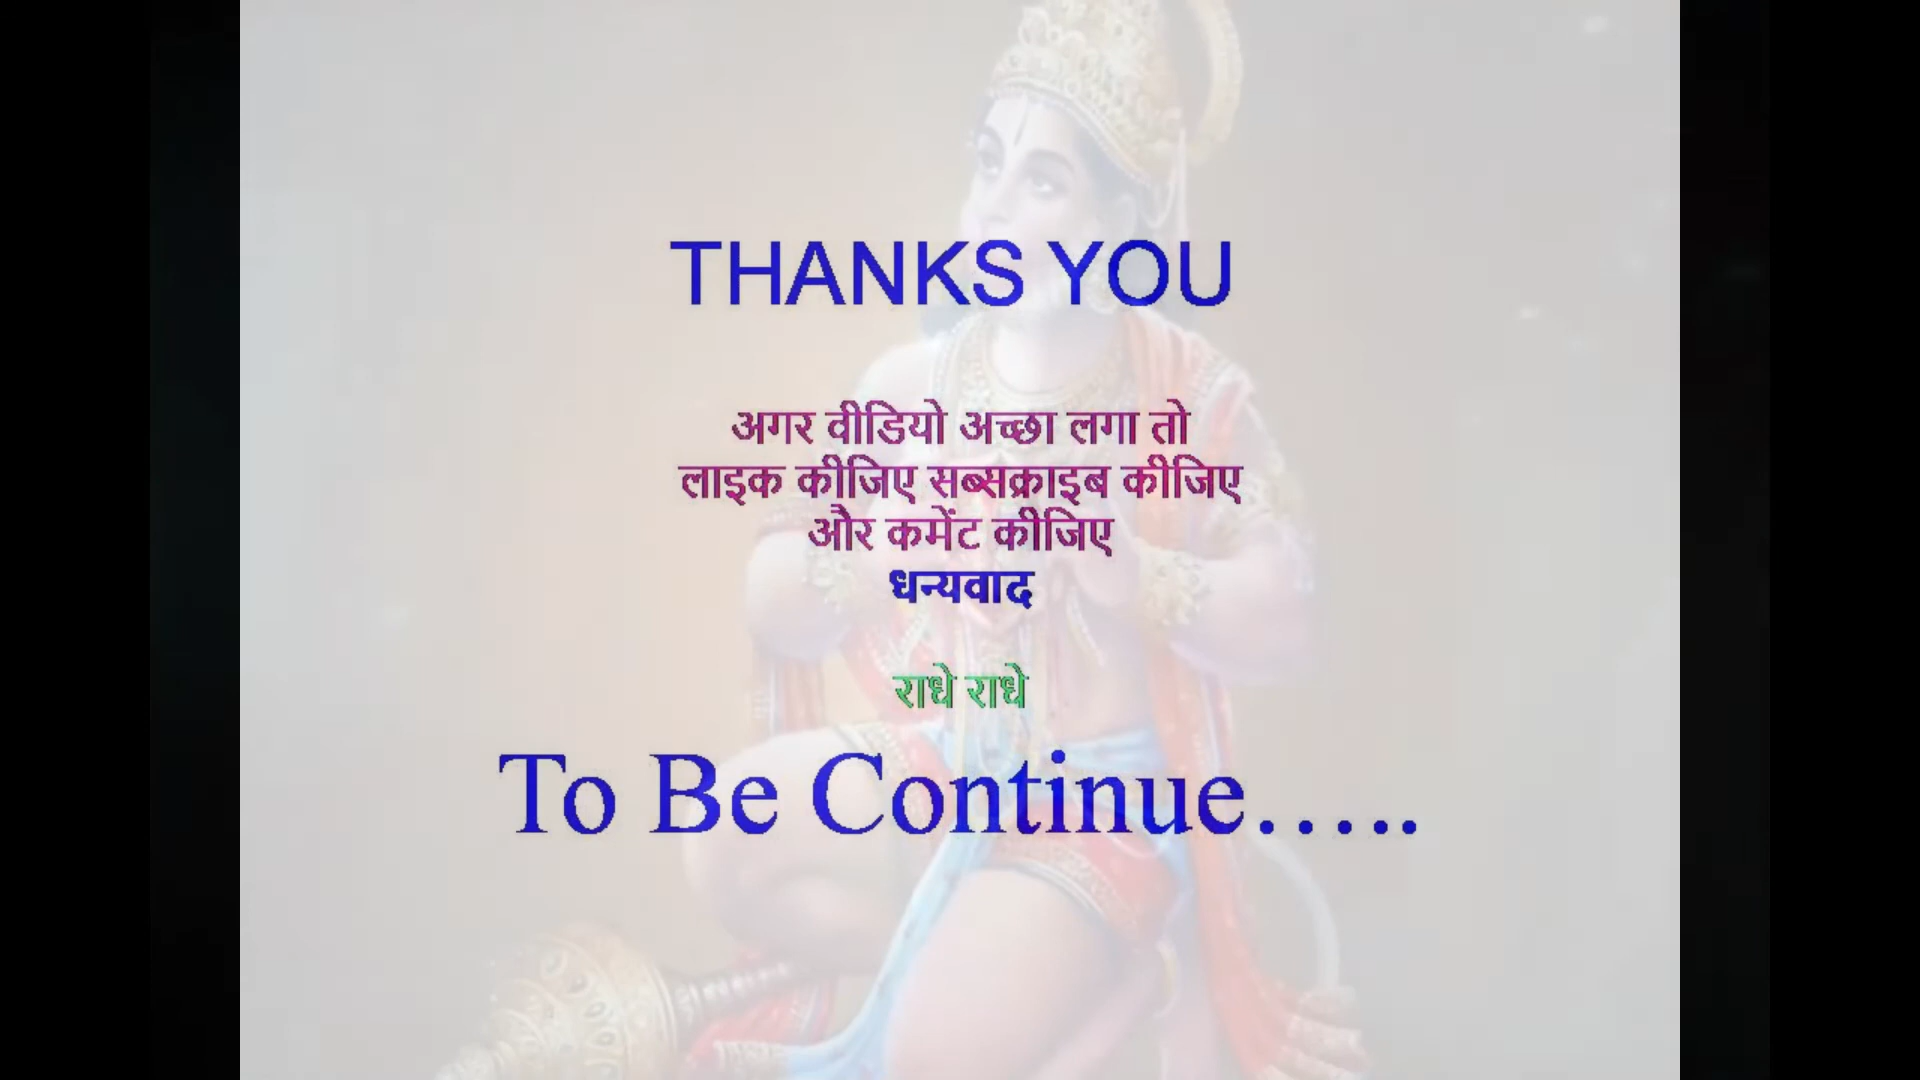 THANKS YOU
अगर वीडियो अच्छा लगा तो
लाइक कीजिए सब्सक्राइब कीजिए
और कमेंट कीजिए
धन्यवाद
राधे राधे
To Be Continue.....